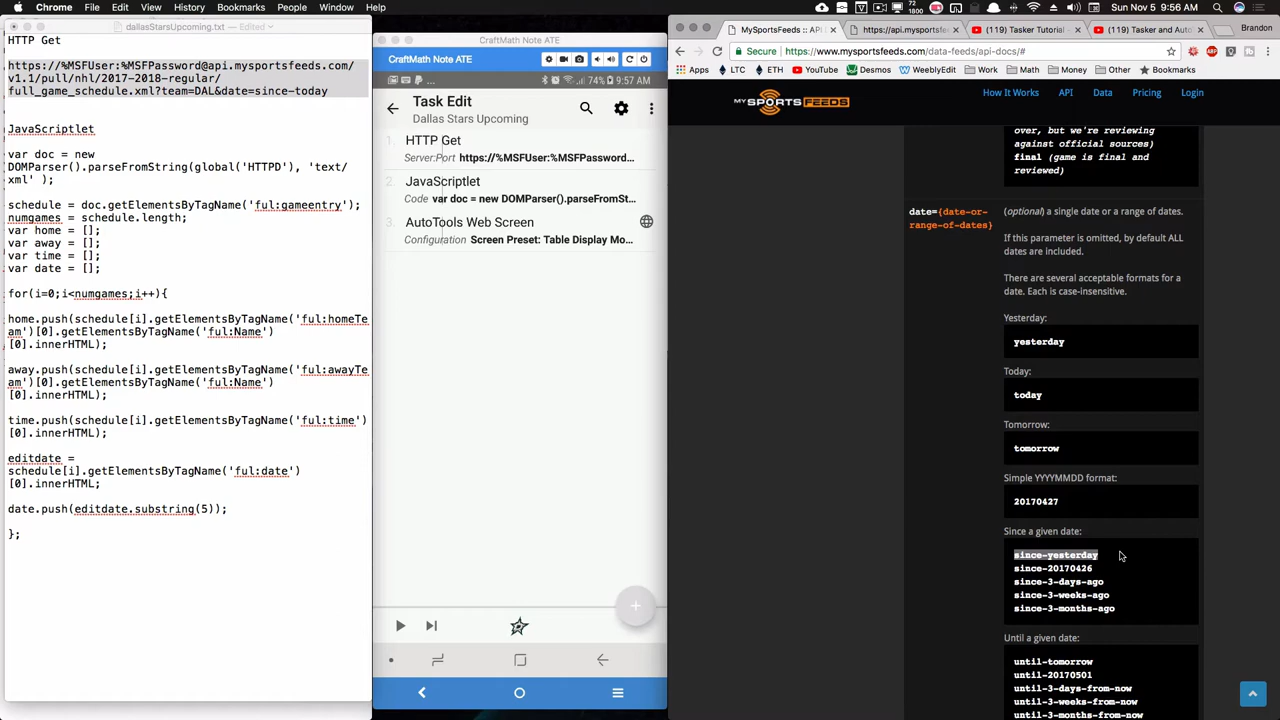 Chrome File Edit View History Bookmarks People Window Help
72° 1800
Sun Nov 5 9:56 AM
dallasStarsUpcoming.txt — Edited
HTTP Get
https://%MSFUser:%MSFPassword@api.mysportsfeeds.com/
v1.1/pull/nhl/2017-2018-regular/
full_game_schedule.xml?team=DAL&date=since-today
JavaScriptlet
var doc = new
DOMParser().parseFromString(global('HTTPD'), 'text/
xml' );
schedule = doc.getElementsByTagName('ful:gameentry');
numgames = schedule.length;
var home = [];
var away = [];
var time = [];
var date = [];
for(i=0;i<numgames;i++){
home.push(schedule[i].getElementsByTagName('ful:homeTe
am')[0].getElementsByTagName('ful:Name')
[0].innerHTML);
away.push(schedule[i].getElementsByTagName('ful:awayTe
am')[0].getElementsByTagName('ful:Name')
[0].innerHTML);
time.push(schedule[i].getElementsByTagName('ful:time')
[0].innerHTML);
editdate =
schedule[i].getElementsByTagName('ful:date')
[0].innerHTML;
date.push(editdate.substring(5));
};
CraftMath Note ATE
CraftMath Note ATE
... 74% 9:57 AM
Task Edit
Dallas Stars Upcoming
1. HTTP Get
Server:Port https://%MSFUser:%MSFPassword...
2. JavaScriptlet
Code var doc = new DOMParser().parseFromSt...
3. AutoTools Web Screen
Configuration Screen Preset: Table Display Mo...
MySportsFeeds :: API
https://api.mysportsfeeds.com
(119) Tasker Tutorial
(119) Tasker and Auto
Brandon
Secure https://www.mysportsfeeds.com/data-feeds/api-docs/#
Apps LTC ETH YouTube Desmos WeeblyEdit Work Money Car Personal Bookmarks
MYSPORTSFEEDS
How It Works API Data Pricing Login
over, but we're reviewing
against official sources)
final (game is final and
reviewed)
date={date-or-
range-of-dates}
(optional) a single date or a range of dates.
If this parameter is omitted, by default ALL
dates are included.
There are several acceptable formats for a
date. Each is case-insensitive.
Yesterday:
yesterday
Today:
today
Tomorrow:
tomorrow
Simple YYYYMMDD format:
20170427
Since a given date:
since-yesterday
since-20170426
since-3-days-ago
since-3-weeks-ago
since-3-months-ago
Until a given date:
until-tomorrow
until-20170501
until-3-days-from-now
until-3-weeks-from-now
until-3-months-from-now